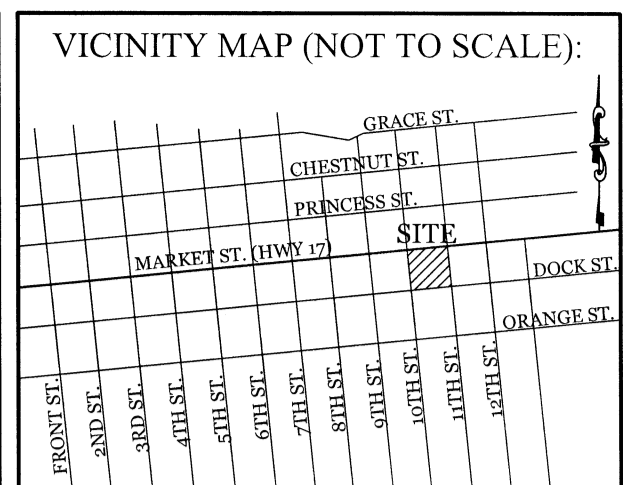 VICINITY MAP (NOT TO SCALE):
GRACE ST.
CHESTNUT ST.
PRINCESS ST.
SITE
MARKET ST. (HWY 17)
DOCK ST.
ORANGE ST.
FRONT ST.
2ND ST.
3RD ST.
4TH ST.
5TH ST.
6TH ST.
7TH ST.
8TH ST.
9TH ST.
10TH ST.
11TH ST.
12TH ST.